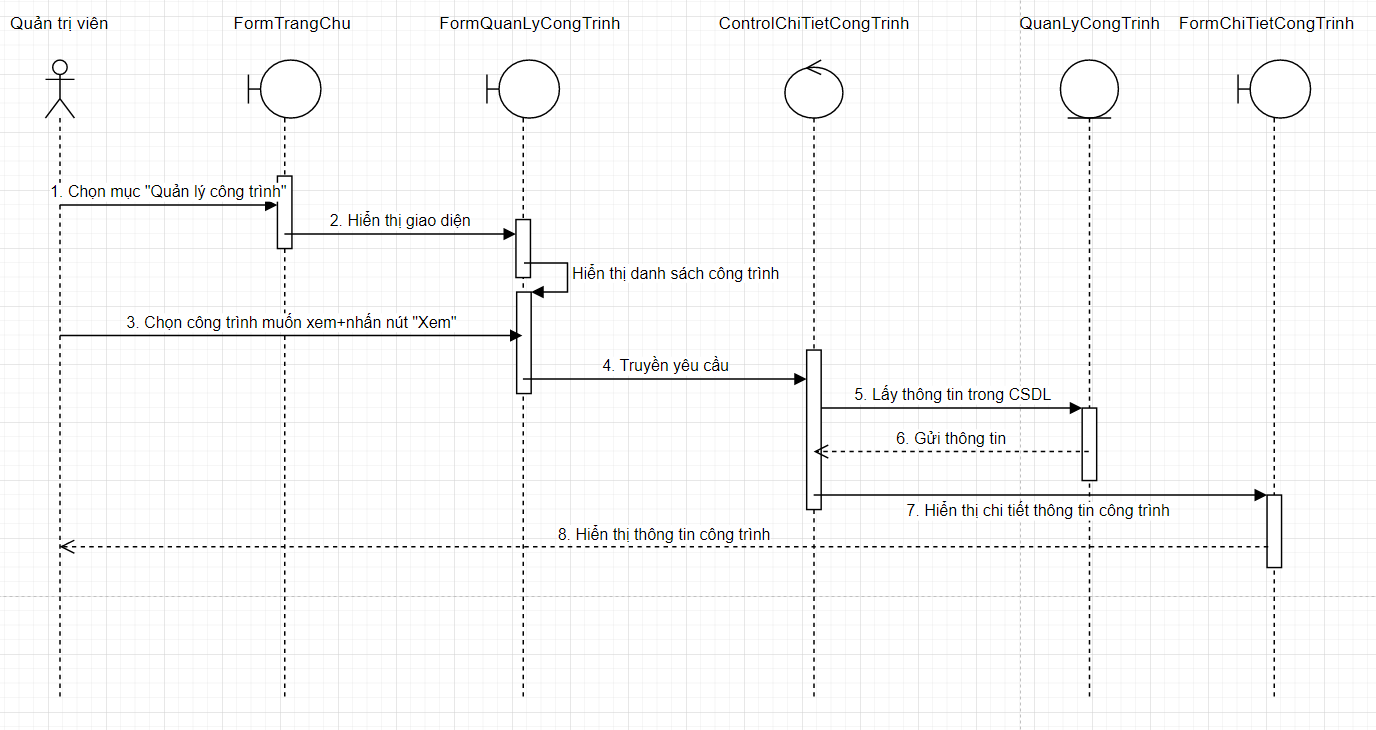 Quản trị viên
FormTrangChu
FormQuanLyCongTrinh
ControlChiTietCongTrinh
QuanLyCongTrinh
FormChiTietCongTrinh
1. Chọn mục "Quản lý công trình"
2. Hiển thị giao diện
Hiển thị danh sách công trình
3. Chọn công trình muốn xem+nhấn nút "Xem"
4. Truyền yêu cầu
5. Lấy thông tin trong CSDL
6. Gửi thông tin
7. Hiển thị chi tiết thông tin công trình
8. Hiển thị thông tin công trình